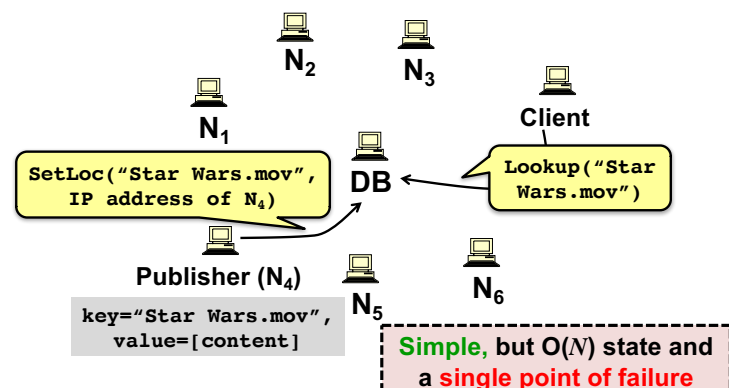 N₂
N₃
N₁
Client
SetLoc("Star Wars.mov",
IP address of N₄)
DB
Lookup("Star
Wars.mov")
Publisher (N₄)
N₅
N₆
key="Star Wars.mov",
value=[content]
Simple, but O(N) state and
a single point of failure